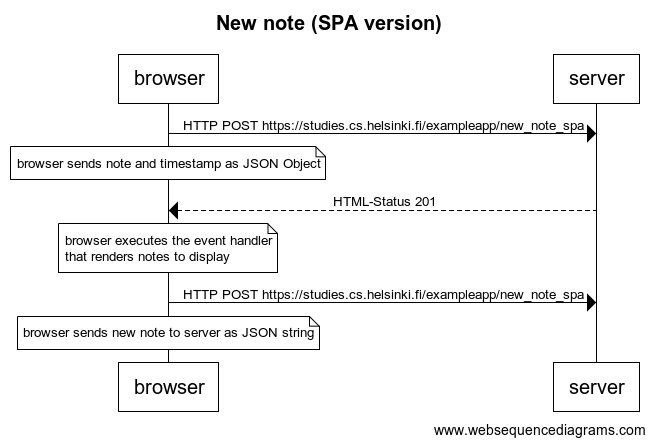 New note (SPA version)
browser
server
HTTP POST https://studies.cs.helsinki.fi/exampleapp/new_note_spa
browser sends note and timestamp as JSON Object
HTML-Status 201
browser executes the event handler
that renders notes to display
HTTP POST https://studies.cs.helsinki.fi/exampleapp/new_note_spa
browser sends new note to server as JSON string
browser
server
www.websequencediagrams.com